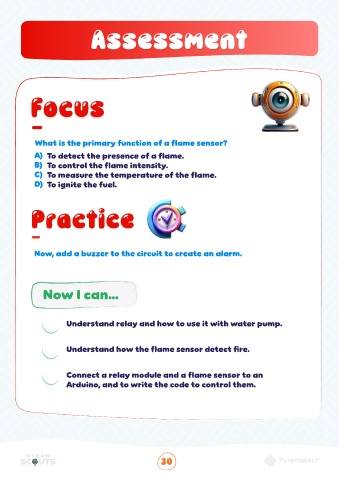 Assessment
Focus
What is the primary function of a flame sensor?
A) To detect the presence of a flame.
B) To control the flame intensity.
C) To measure the temperature of the flame.
D) To ignite the fuel.
Practice
Now, add a buzzer to the circuit to create an alarm.
Now I can...
Understand relay and how to use it with water pump.
Understand how the flame sensor detect fire.
Connect a relay module and a flame sensor to an
Arduino, and to write the code to control them.
SCOUTS
30
Pyramakerz